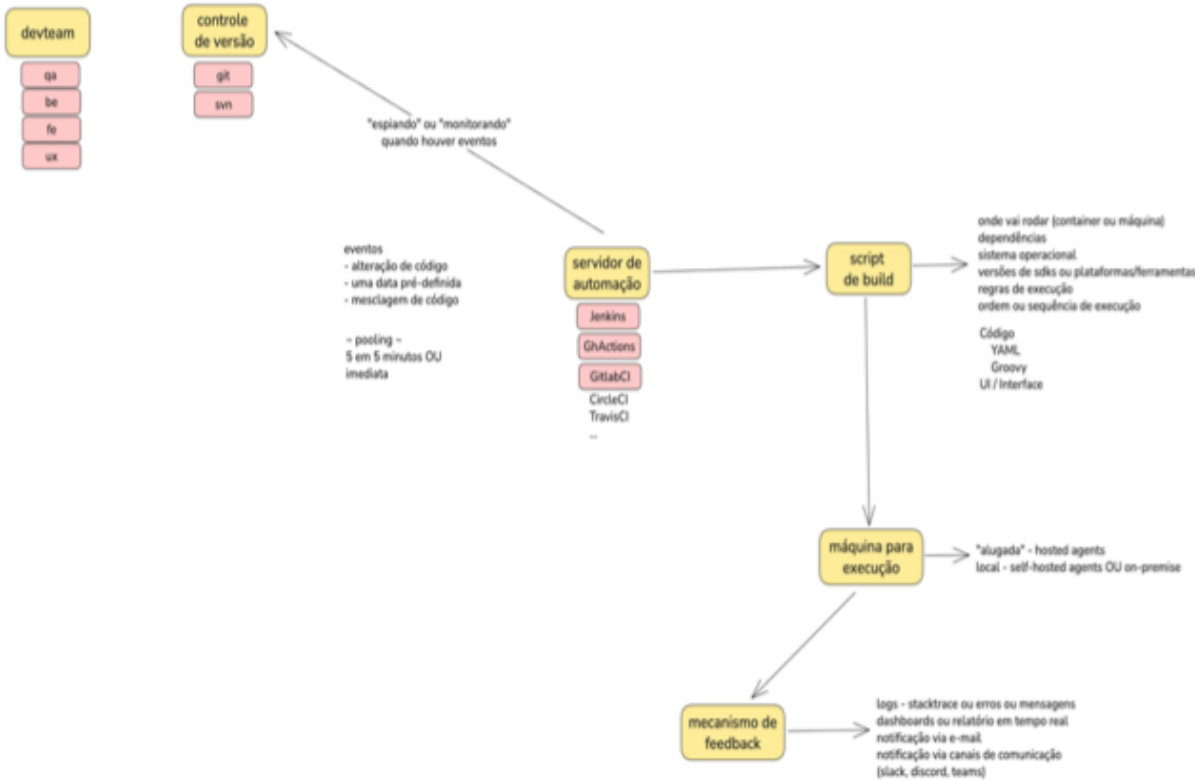 devteam
qa
be
fe
ux
controle
de versão
git
svn
"espiando" ou "monitorando"
quando houver eventos
eventos
- alteração de código
- uma data pré-definida
- mesclagem de código
~ pooling ~
5 em 5 minutos OU
imediata
servidor de
automação
Jenkins
GhActions
GitlabCI
CircleCI
TravisCI
...
script
de build
onde vai rodar (container ou máquina)
dependências
sistema operacional
versões de sdks ou plataformas/ferramentas
regras de execução
ordem ou sequência de execução
Código
YAML
Groovy
UI / Interface
máquina para
execução
"alugada" - hosted agents
local - self-hosted agents OU on-premise
mecanismo de
feedback
logs - stacktrace ou erros ou mensagens
dashboards ou relatório em tempo real
notificação via e-mail
notificação via canais de comunicação
(slack, discord, teams)